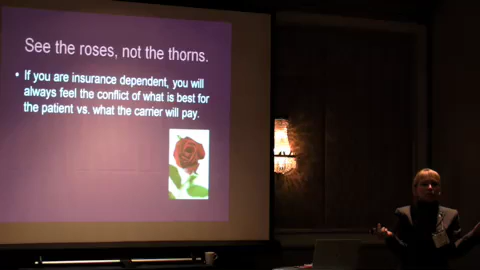 See the roses, not the thorns.
• If you are insurance dependent, you will
always feel the conflict of what is best for
the patient vs. what the carrier will pay.